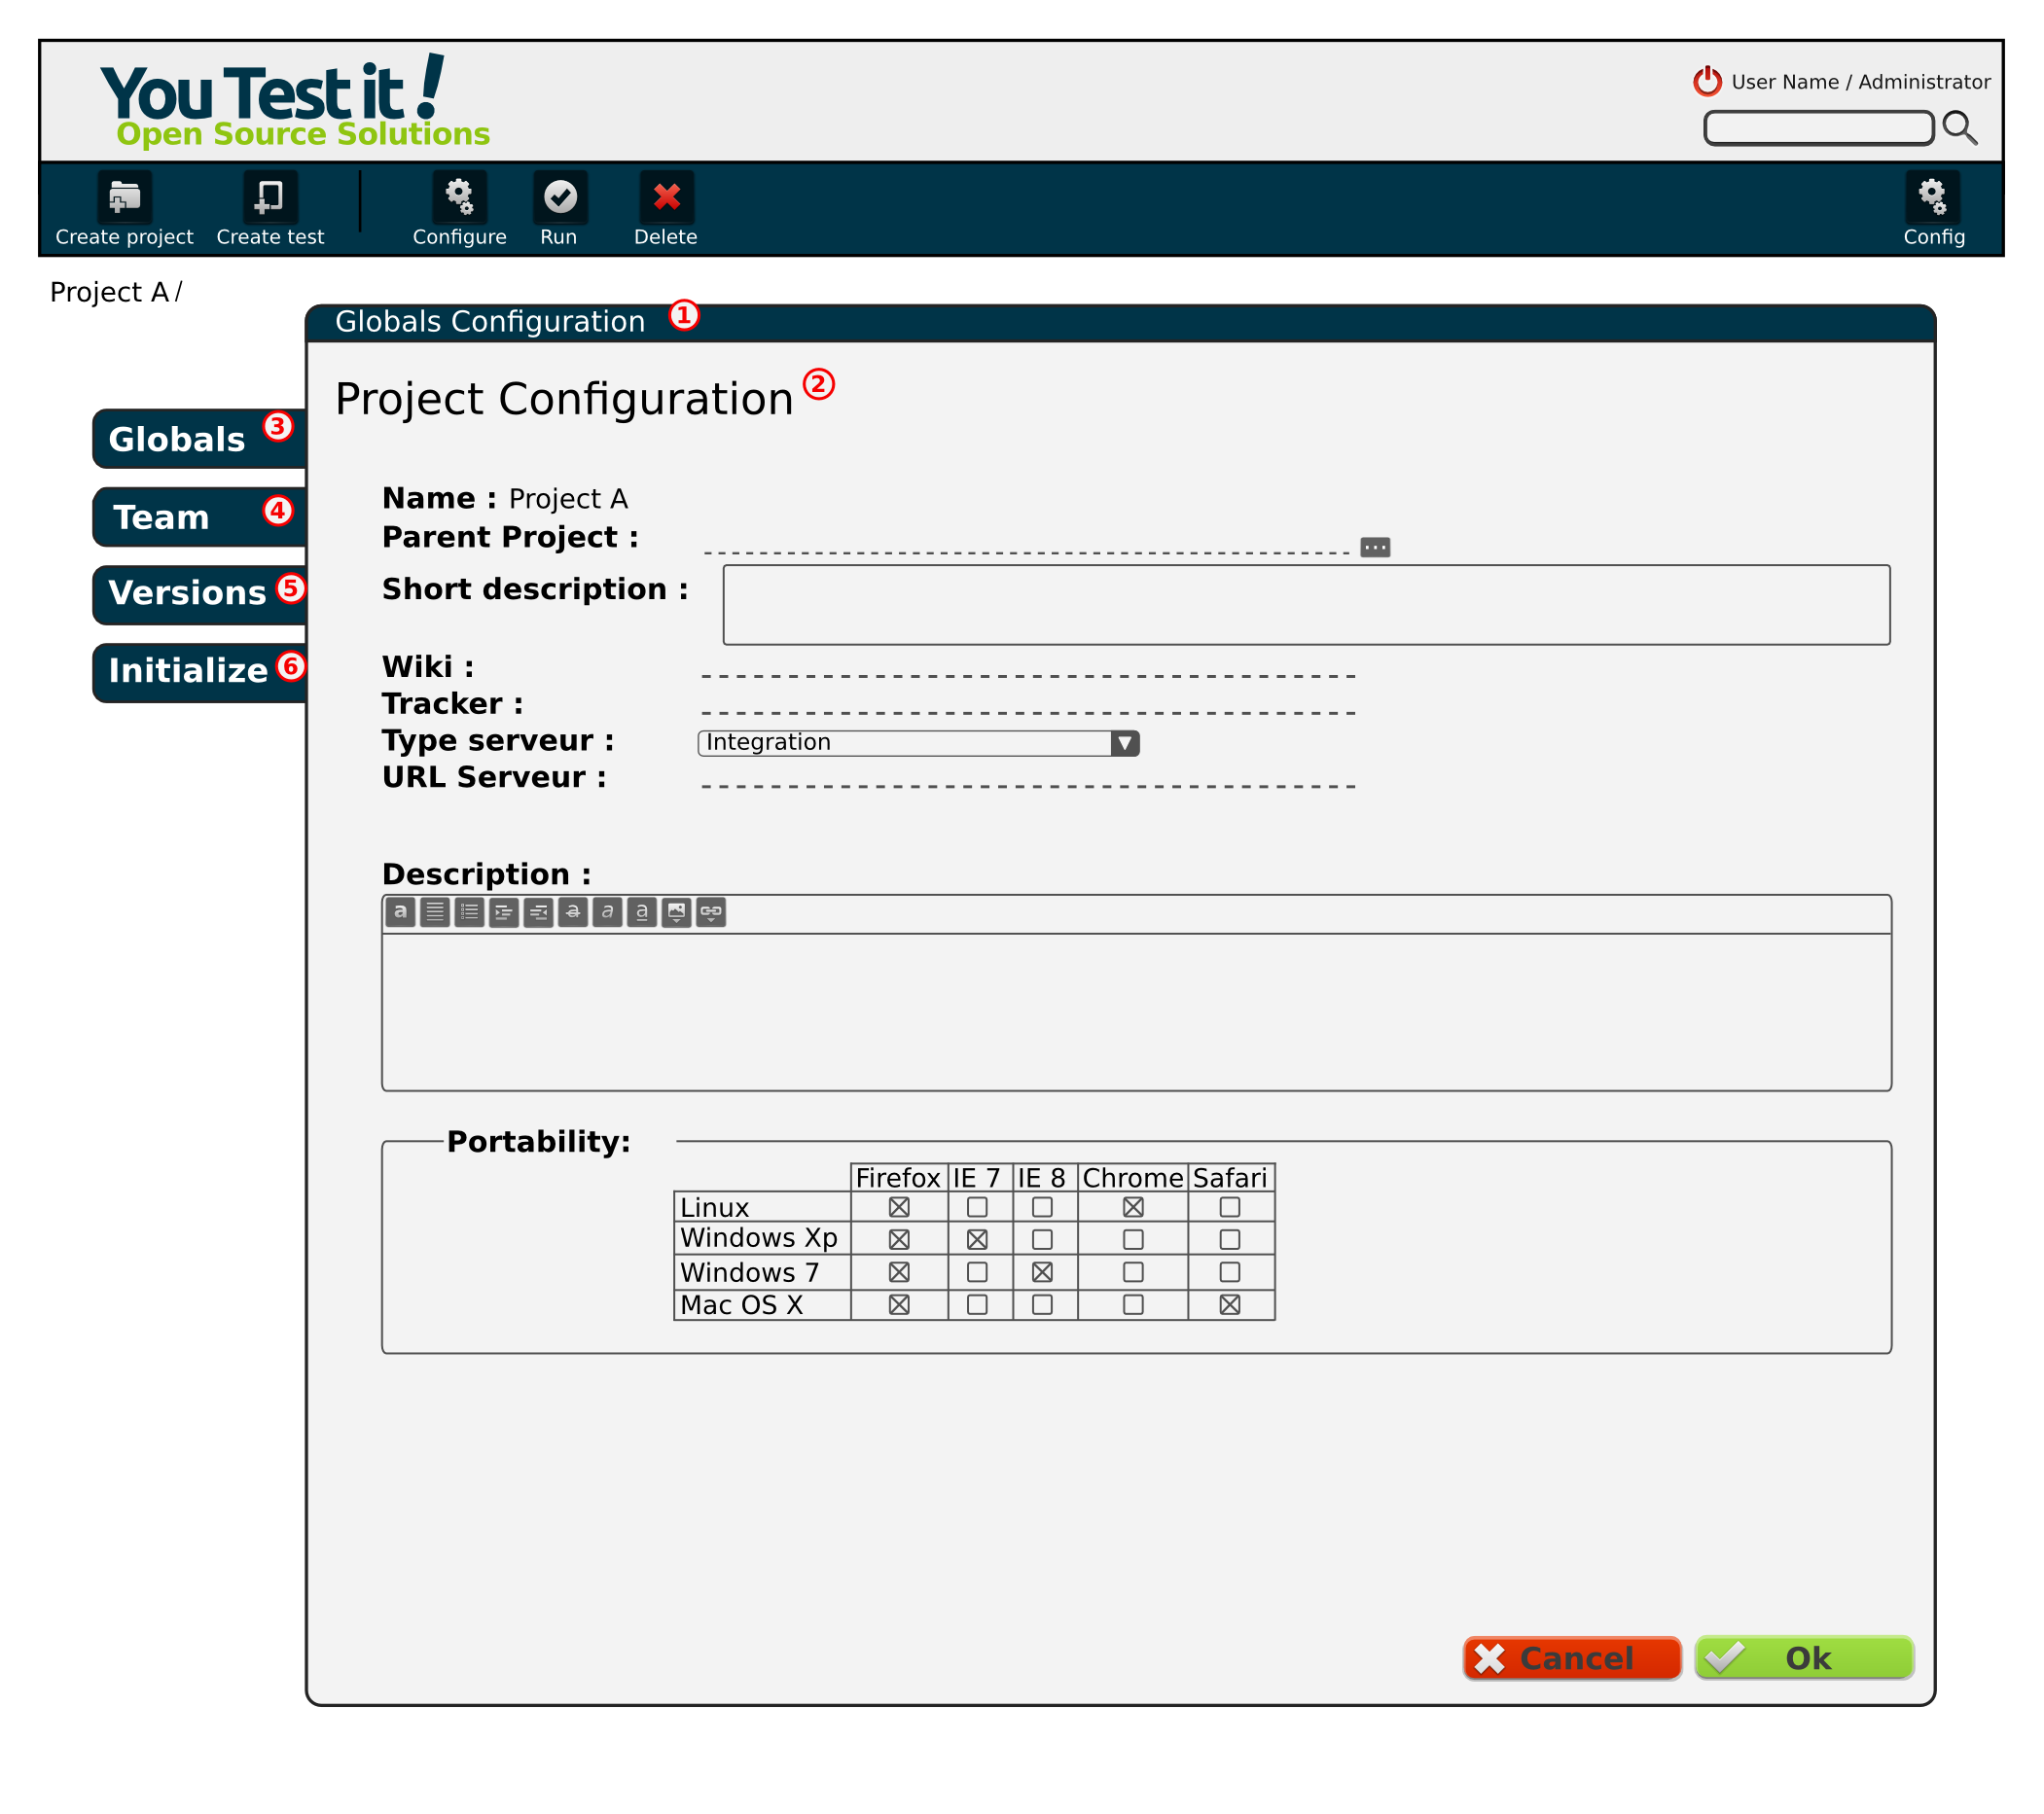 You Test it!
Open Source Solutions
User Name / Administrator
Create project
Create test
Configure
Run
Delete
Config
Project A /
Globals Configuration 1
Project Configuration 2
Globals 3
Team 4
Versions 5
Initialize 6
Name : Project A
Parent Project :
...
Short description :
Wiki :
Tracker :
Type serveur : Integration
URL Serveur :
Description :
a a a a
Portability:
Firefox IE 7 IE 8 Chrome Safari
Linux
Windows Xp
Windows 7
Mac OS X
Cancel
Ok